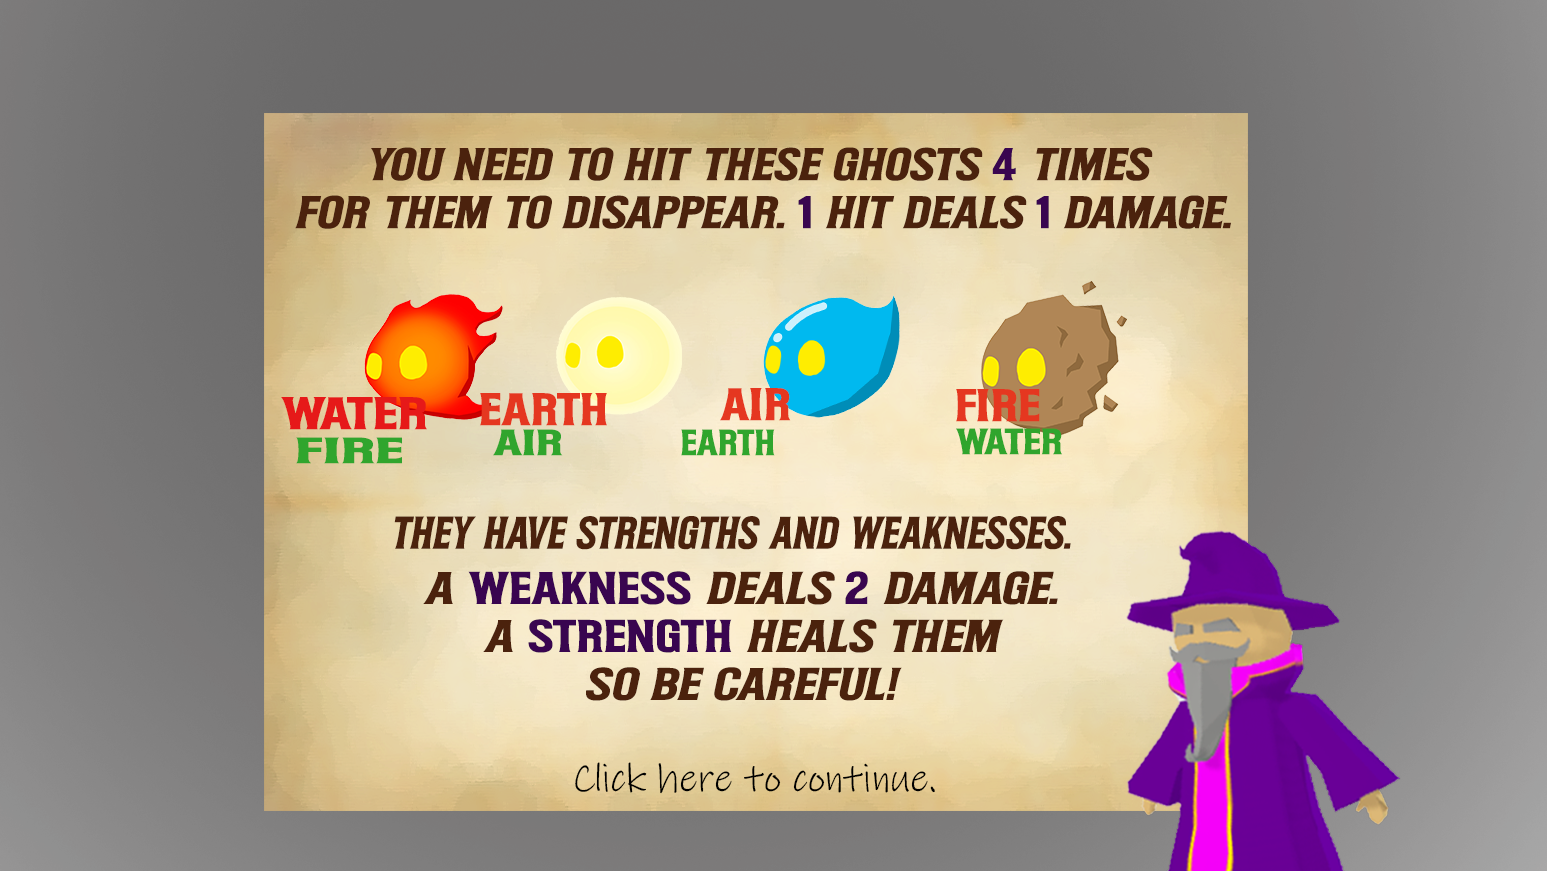 YOU NEED TO HIT THESE GHOSTS 4 TIMES
FOR THEM TO DISAPPEAR. 1 HIT DEALS 1 DAMAGE.
WATER
FIRE
EARTH
AIR
AIR
EARTH
FIRE
WATER
THEY HAVE STRENGTHS AND WEAKNESSES.
A WEAKNESS DEALS 2 DAMAGE.
A STRENGTH HEALS THEM
SO BE CAREFUL!
Click here to continue.